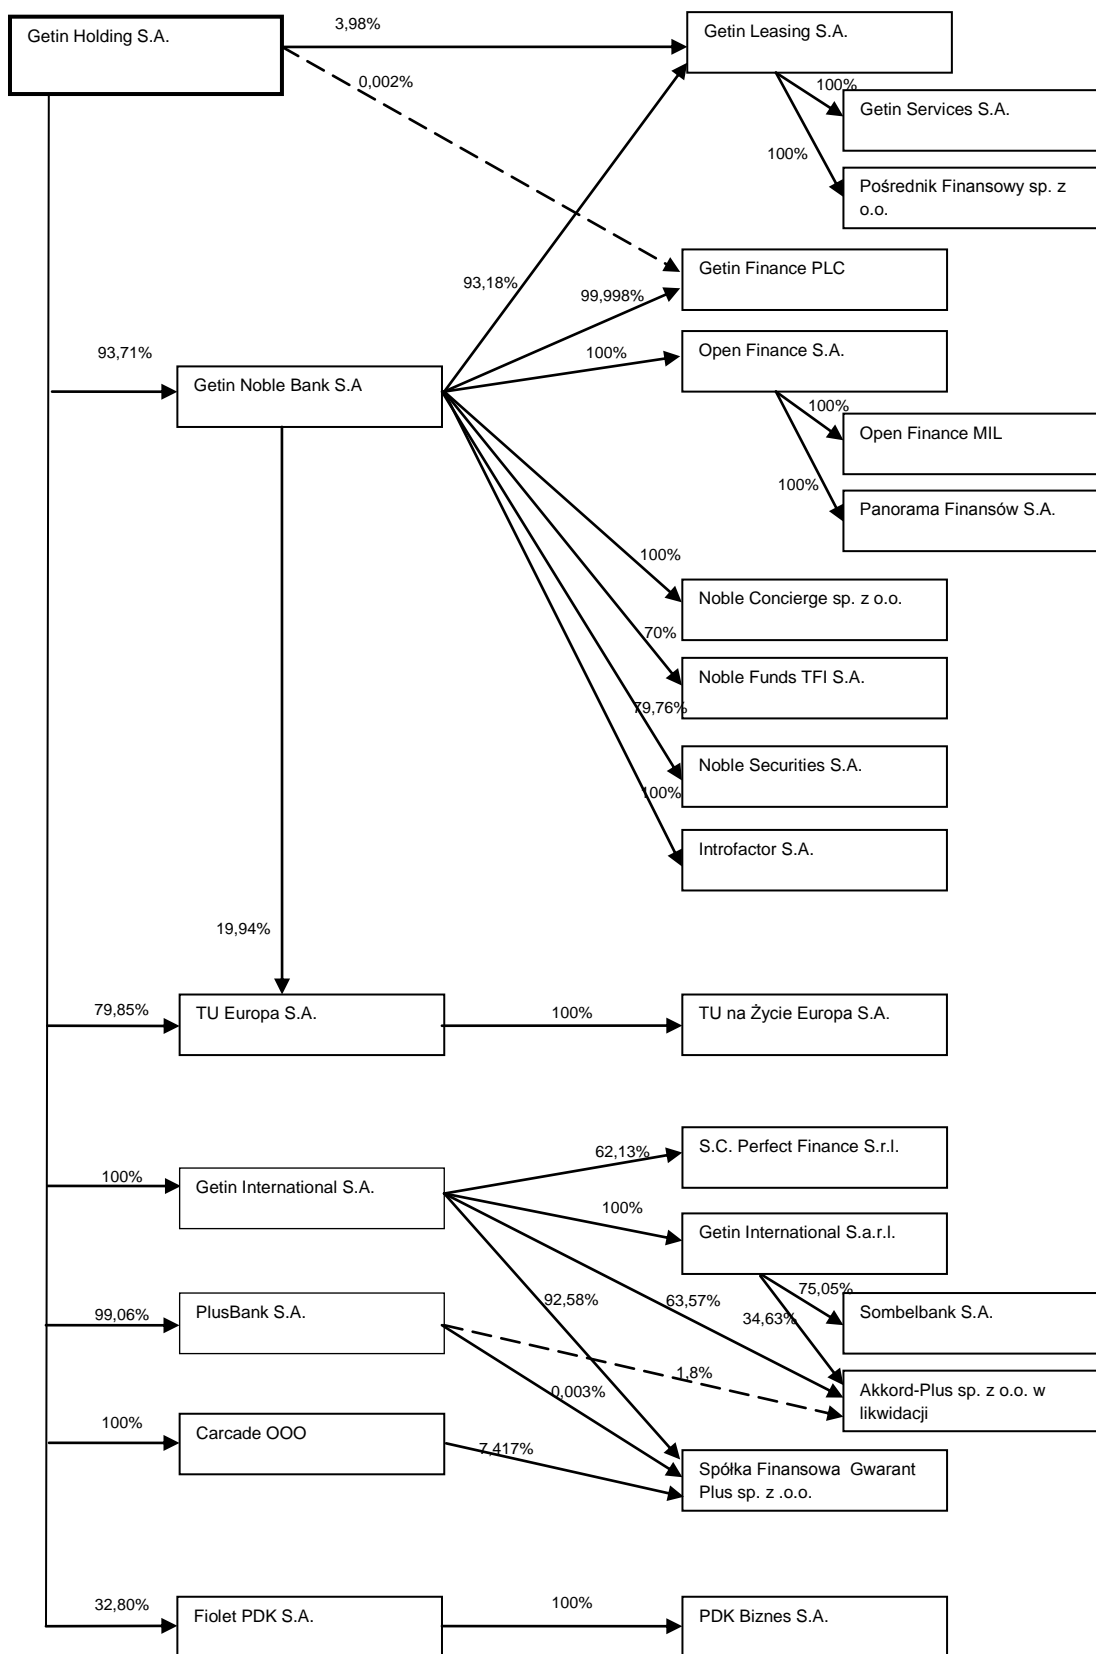 Getin Holding S.A.
3,98%
Getin Leasing S.A.
0,002%
100%
Getin Services S.A.
100%
Pośrednik Finansowy sp. z
o.o.
Getin Finance PLC
93,18%
99,998%
93,71%
Getin Noble Bank S.A
100%
Open Finance S.A.
100%
Open Finance MIL
100%
Panorama Finansów S.A.
100%
Noble Concierge sp. z o.o.
70%
Noble Funds TFI S.A.
79,76%
Noble Securities S.A.
100%
Introfactor S.A.
19,94%
79,85%
TU Europa S.A.
100%
TU na Życie Europa S.A.
62,13%
S.C. Perfect Finance S.r.l.
100%
Getin International S.A.
100%
Getin International S.a.r.l.
92,58%
63,57%
75,05%
34,63%
Sombelbank S.A.
99,06%
PlusBank S.A.
1,8%
0,003%
Akkord-Plus sp. z o.o. w
likwidacji
100%
Carcade OOO
7,417%
Spółka Finansowa Gwarant
Plus sp. z .o.o.
32,80%
Fiolet PDK S.A.
100%
PDK Biznes S.A.